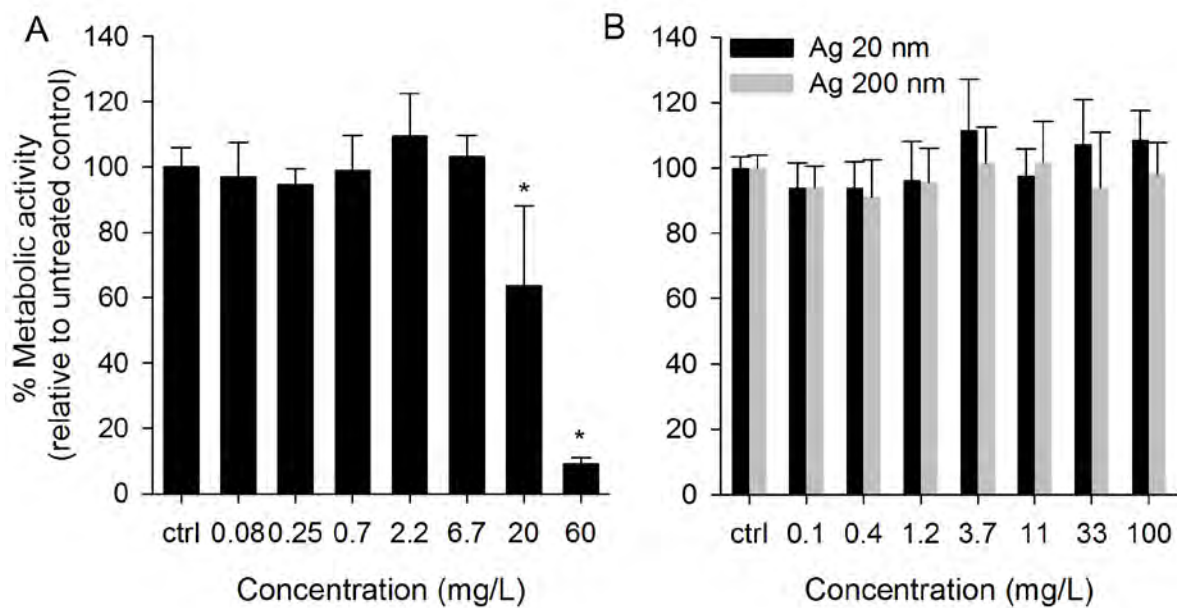 A
B
140
120
100
80
60
40
20
0
% Metabolic activity
(relative to untreated control)
*
*
ctrl 0.08 0.25 0.7 2.2 6.7 20 60
Concentration (mg/L)
140
120
100
80
60
40
20
0
Ag 20 nm
Ag 200 nm
ctrl 0.1 0.4 1.2 3.7 11 33 100
Concentration (mg/L)